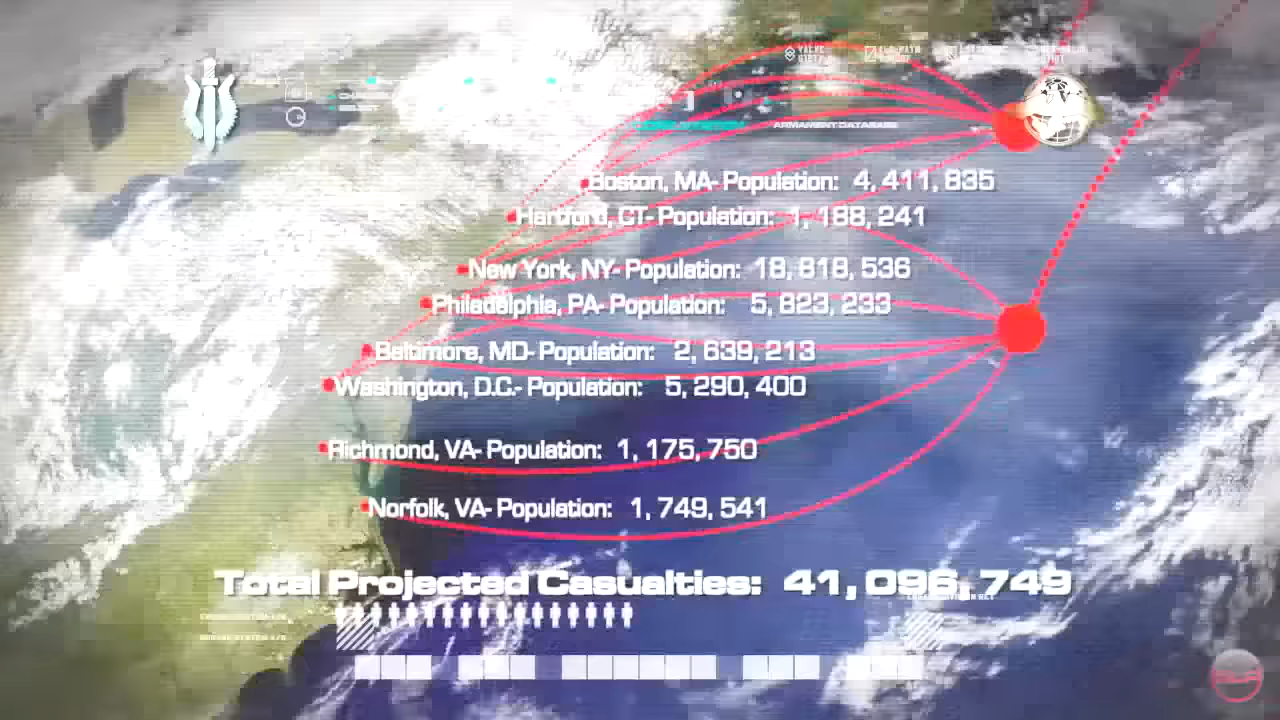 ARMAMENT DATABASE
Boston, MA- Population: 4, 411, 835
Hartford, CT- Population: 1, 188, 241
New York, NY- Population: 18, 818, 536
Philadelphia, PA- Population: 5, 823, 233
Baltimore, MD- Population: 2, 639, 213
Washington, D.C.- Population: 5, 290, 400
Richmond, VA- Population: 1, 175, 750
Norfolk, VA- Population: 1, 749, 541
Total Projected Casualties: 41, 096, 749